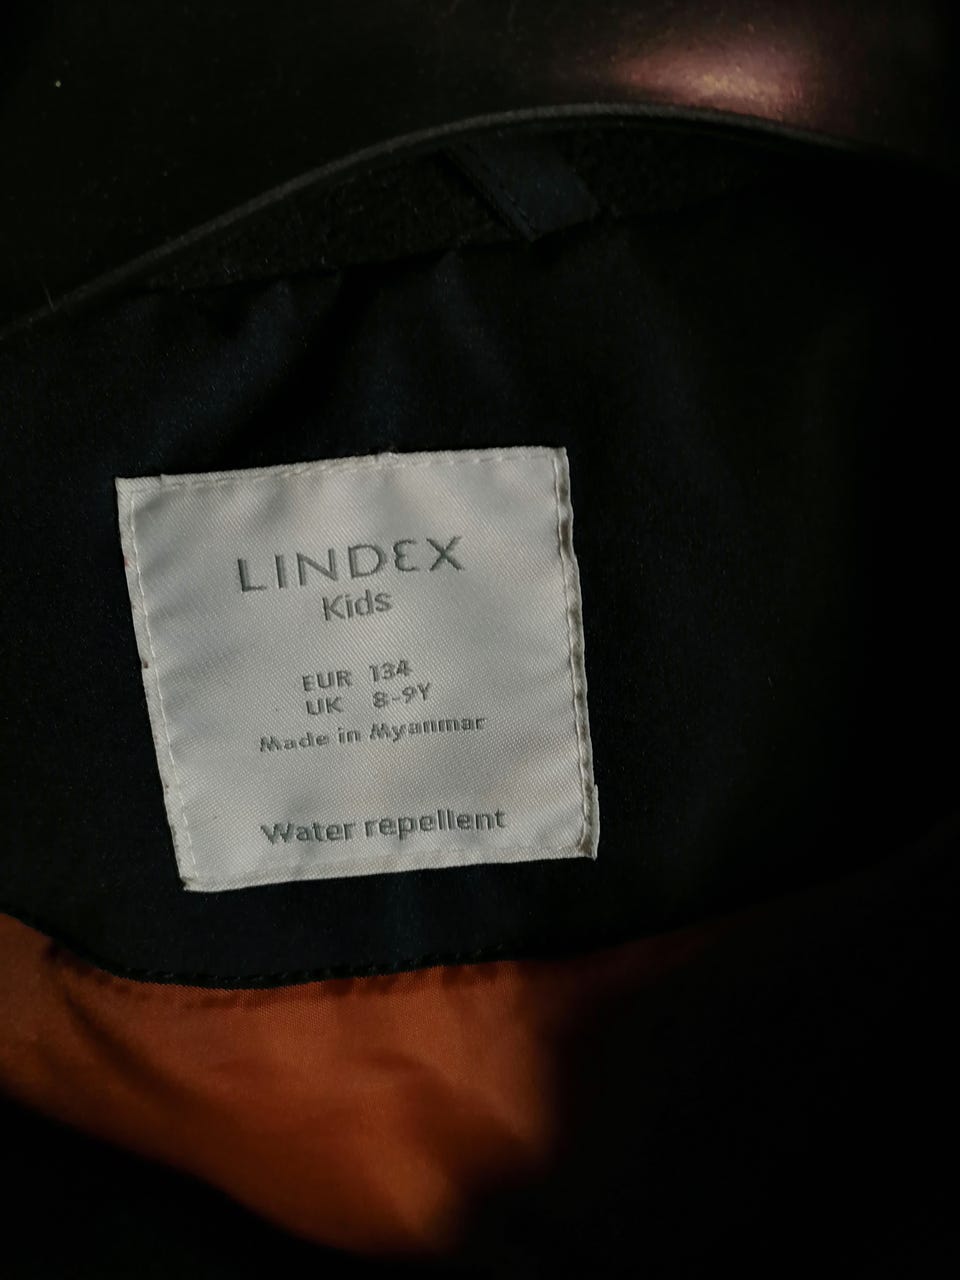 LINDEX
Kids
EUR 134
UK 8-9Y
Made in Myanmar
Water repellent